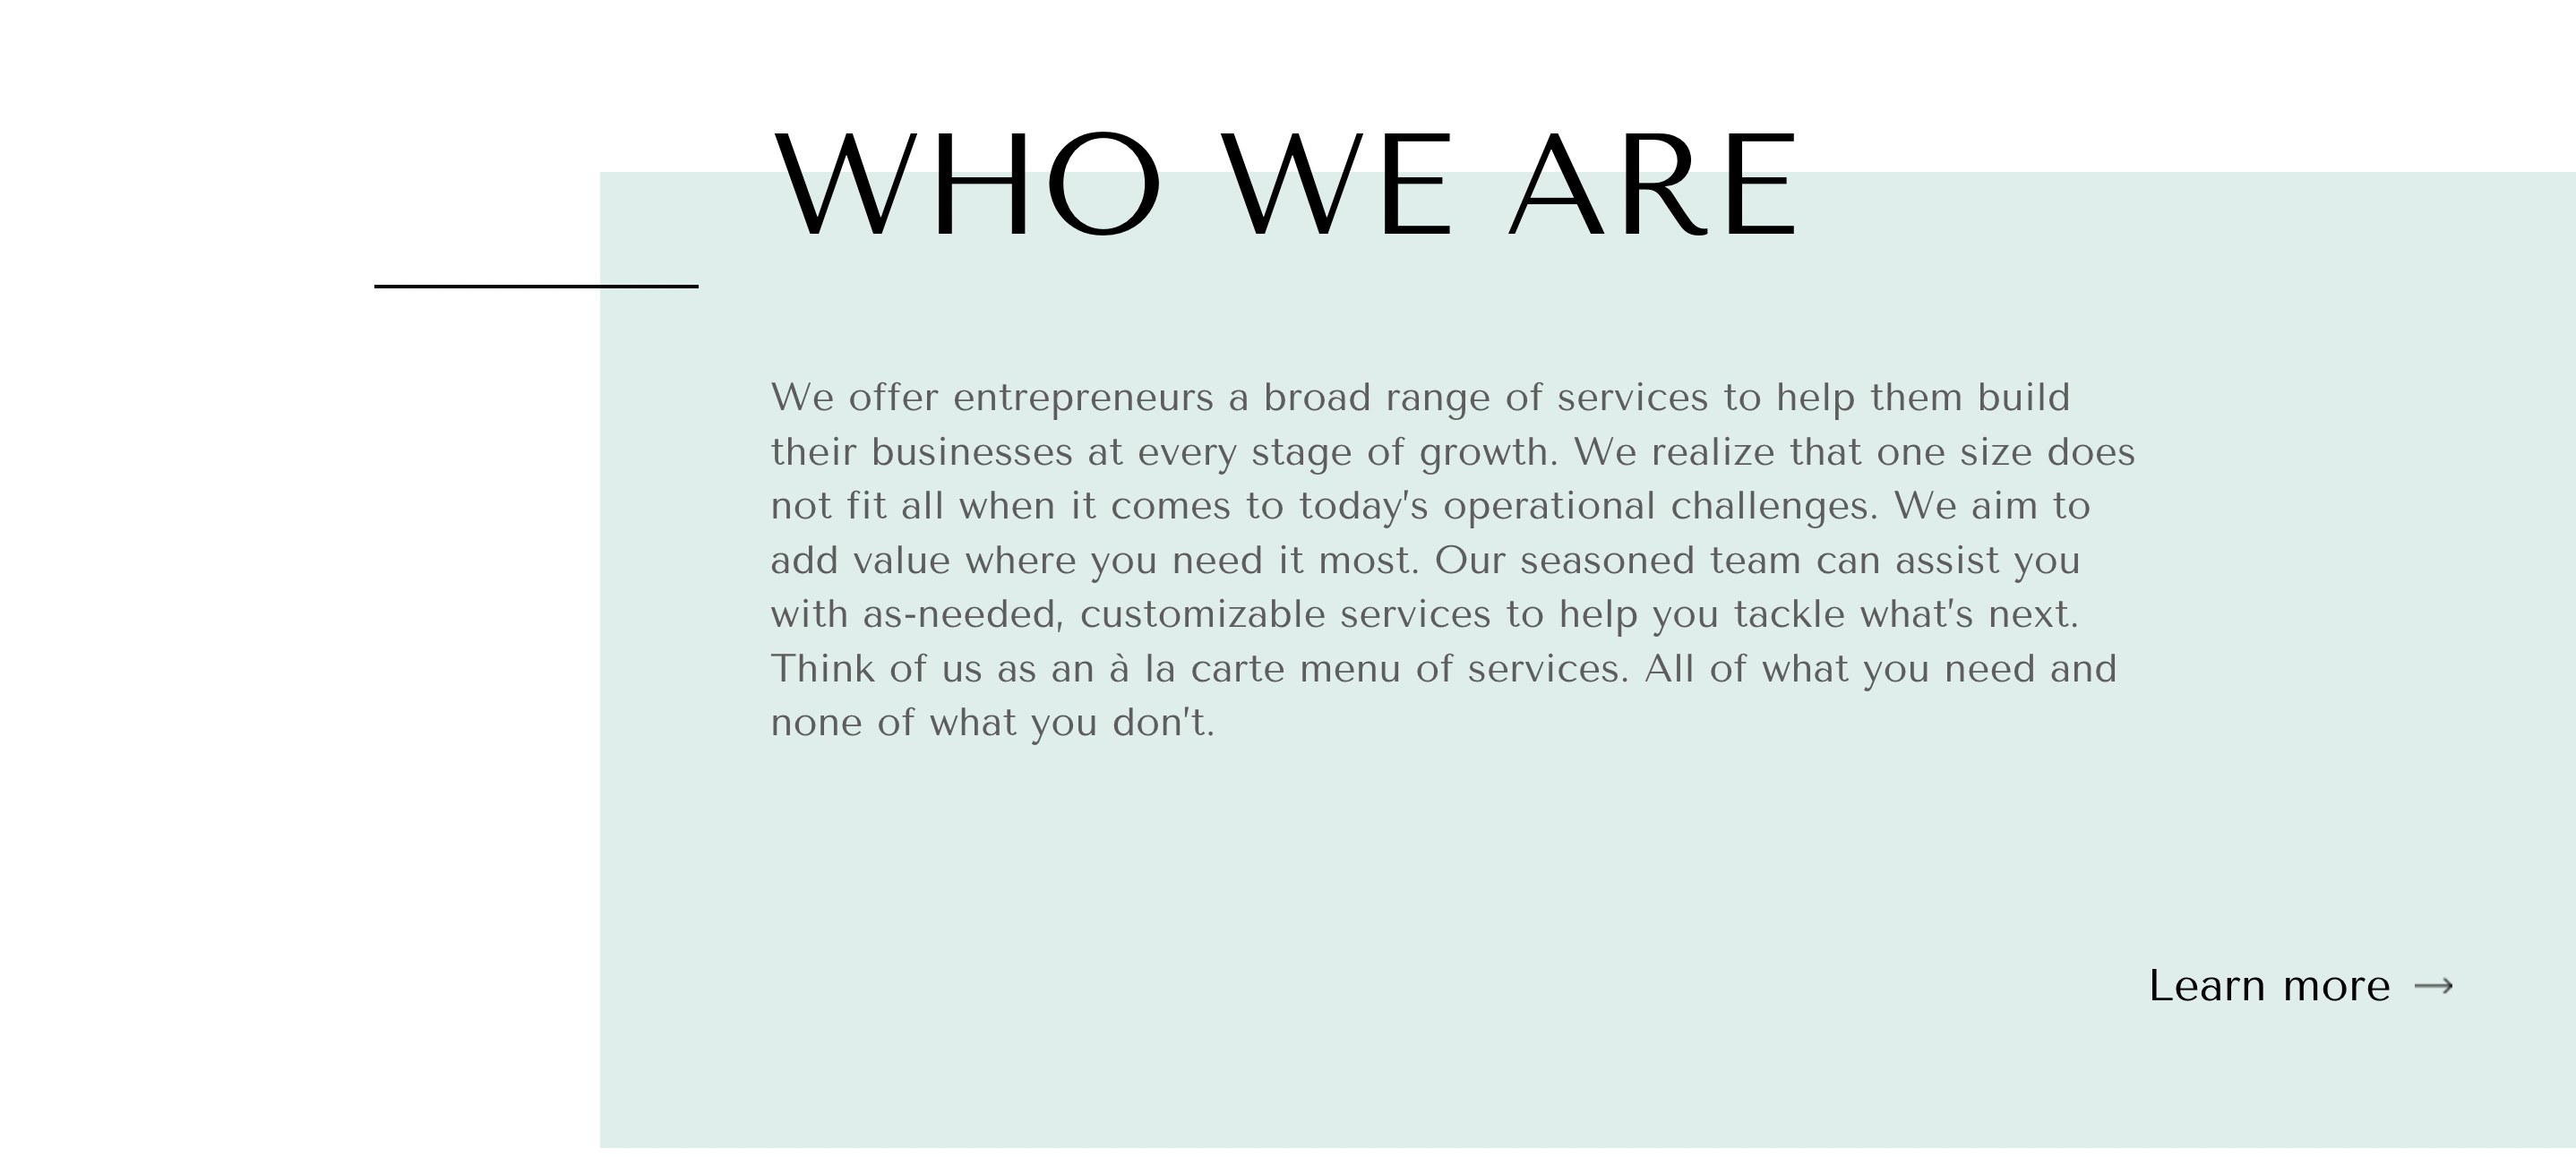 WHO WE ARE
We offer entrepreneurs a broad range of services to help them build
their businesses at every stage of growth. We realize that one size does
not fit all when it comes to today's operational challenges. We aim to
add value where you need it most. Our seasoned team can assist you
with as-needed, customizable services to help you tackle what's next.
Think of us as an à la carte menu of services. All of what you need and
none of what you don't.
Learn more →